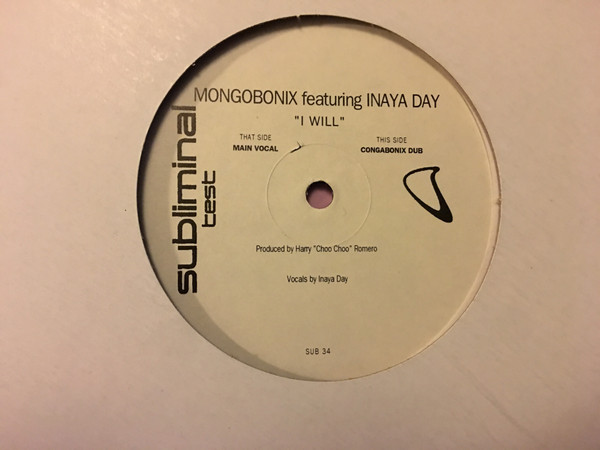 MONGOBONIX featuring INAYA DAY
"I WILL"
THAT SIDE
MAIN VOCAL
THIS SIDE
CONGABONIX DUB
subliminal
test
Produced by Harry "Choo Choo" Romero
Vocals by Inaya Day
SUB 34